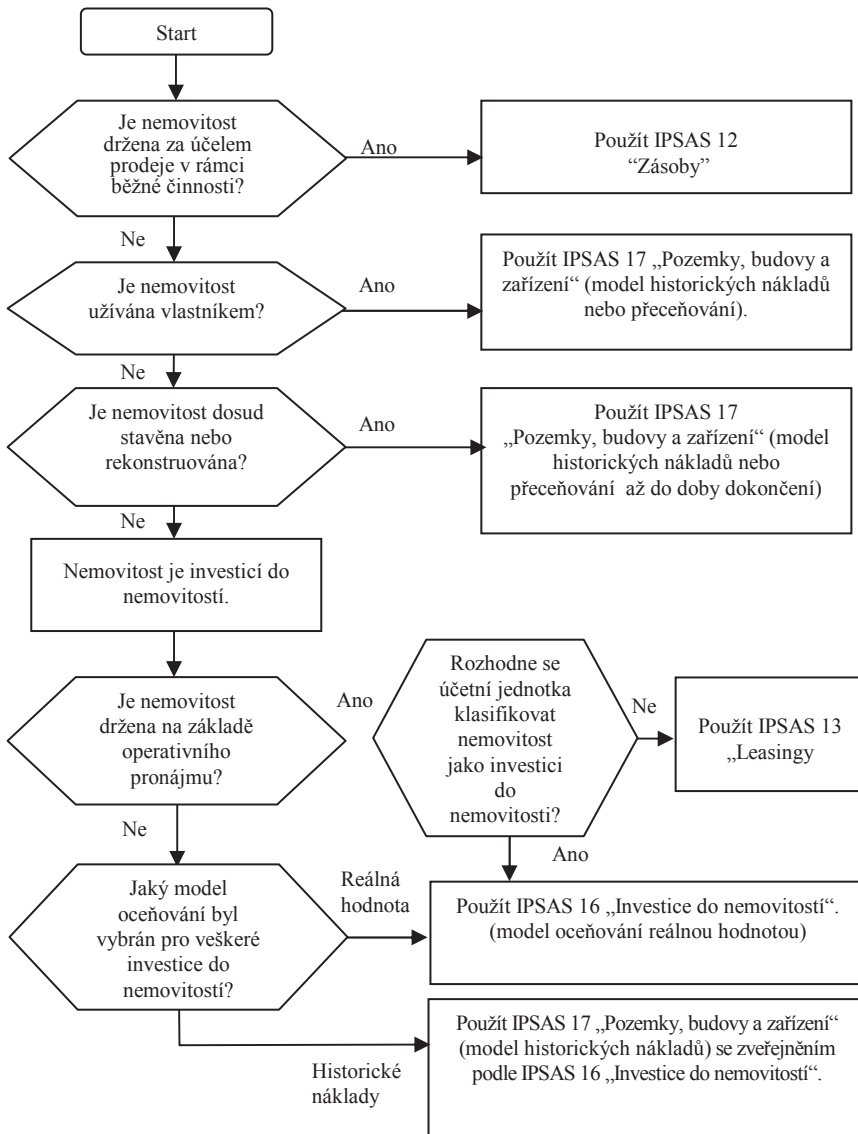 Start
Je nemovitost
držena za účelem
prodeje v rámci
běžné činnosti?
Ano
Použít IPSAS 12
“Zásoby”
Ne
Je nemovitost
užívána vlastníkem?
Ano
Použít IPSAS 17 „Pozemky, budovy a
zařízení“ (model historických nákladů
nebo přeceňování).
Ne
Je nemovitost dosud
stavěna nebo
rekonstruována?
Ano
Použít IPSAS 17
„Pozemky, budovy a zařízení“ (model
historických nákladů nebo
přeceňování až do doby dokončení)
Ne
Nemovitost je investicí do
nemovitostí.
Je nemovitost
držena na základě
operativního
pronájmu?
Ano
Rozhodne se
účetní jednotka
klasifikovat
nemovitost
jako investici
do
nemovitosti?
Ne
Použít IPSAS 13
„Leasingy
Ne
Ano
Jaký model
oceňování byl
vybrán pro veškeré
investice do
nemovitostí?
Reálná
hodnota
Použít IPSAS 16 „Investice do nemovitostí“.
(model oceňování reálnou hodnotou)
Historické
náklady
Použít IPSAS 17 „Pozemky, budovy a zařízení“
(model historických nákladů) se zveřejněním
podle IPSAS 16 „Investice do nemovitostí“.